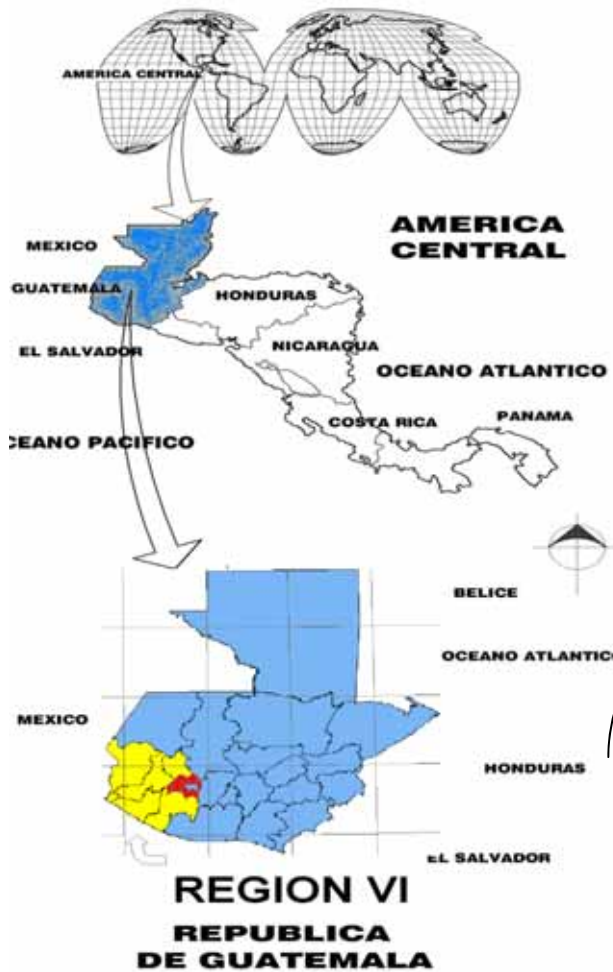 AMERICA CENTRAL
AMERICA
CENTRAL
MEXICO
GUATEMALA
HONDURAS
EL SALVADOR
NICARAGUA
OCEANO ATLANTICO
COSTA RICA
PANAMA
CEANO PACIFICO
BELICE
OCEANO ATLANTICO
MEXICO
HONDURAS
EL SALVADOR
REGION VI
REPUBLICA
DE GUATEMALA